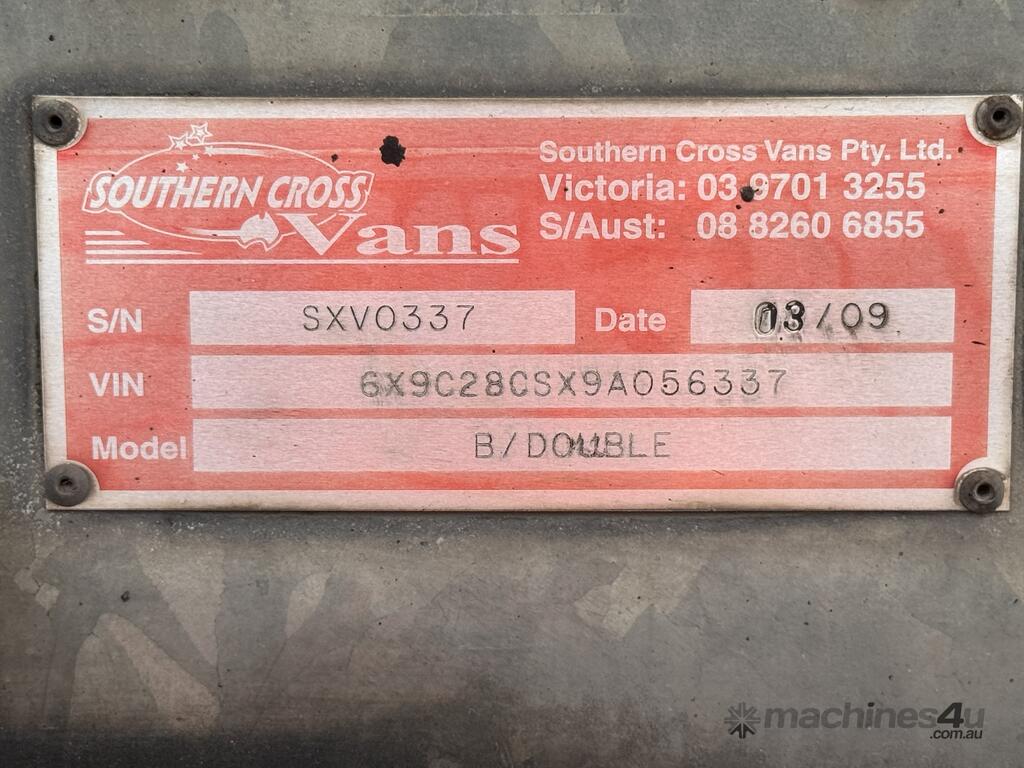 SOUTHERN CROSS
Vans
Southern Cross Vans Pty. Ltd.
Victoria: 03 9701 3255
S/Aust: 08 8260 6855
S/N SXV0337 Date 03/09
VIN 6X9C28CSX9A056337
Model B/DOUBLE
machines4u
.com.au